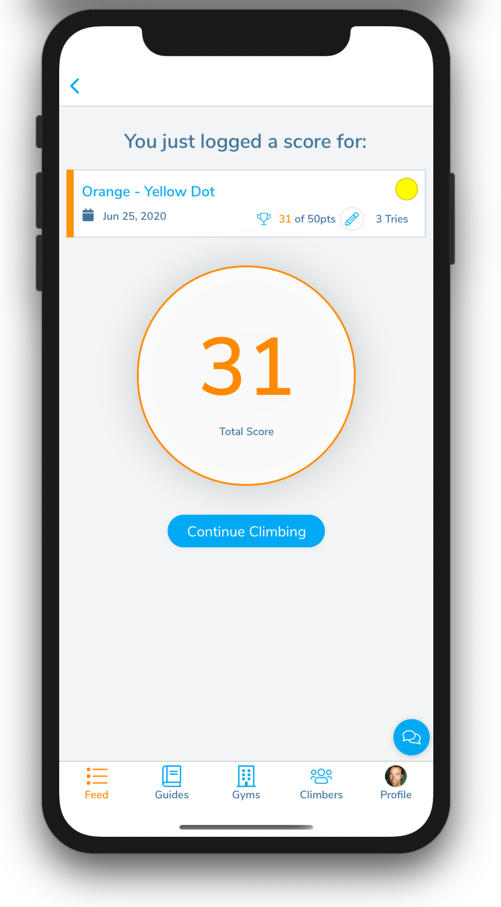 You just logged a score for:
Orange - Yellow Dot
Jun 25, 2020
31 of 50pts
3 Tries
31
Total Score
Continue Climbing
Feed
Guides
Gyms
Climbers
Profile